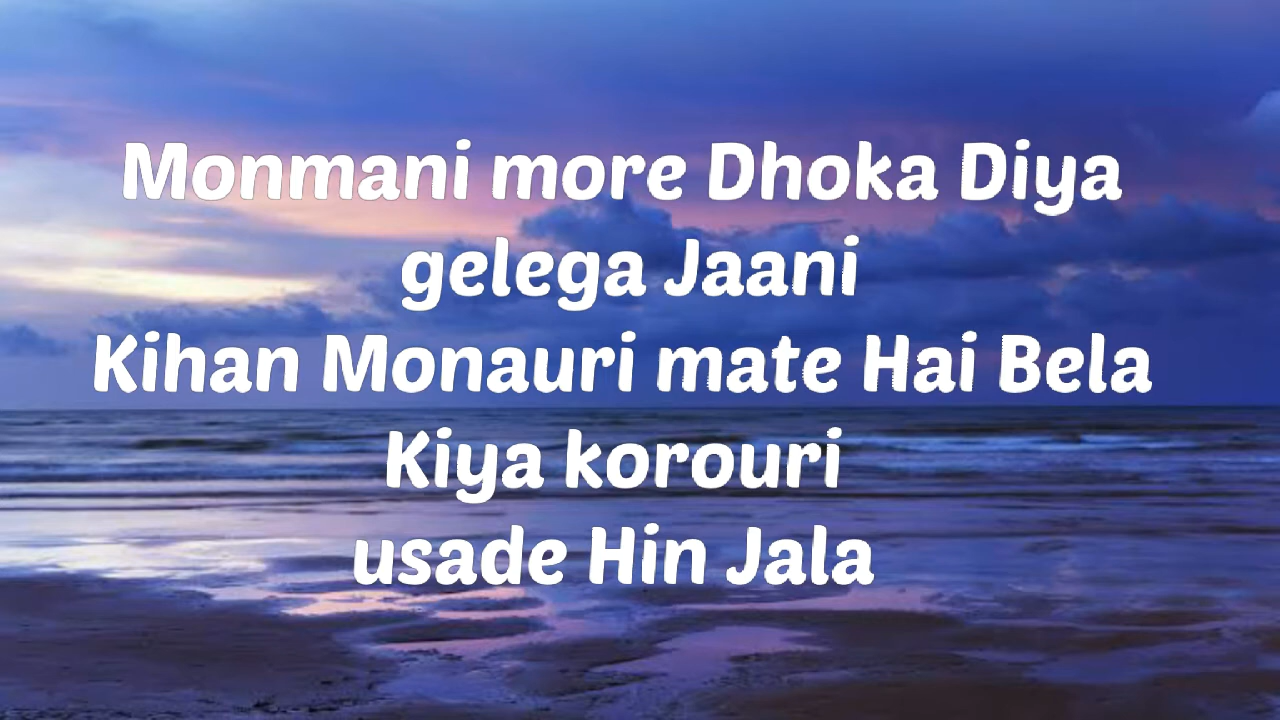 Monmani more Dhoka Diya
gelega Jaani
Kihan Monauri mate Hai Bela
Kiya korouri
usade Hin Jala